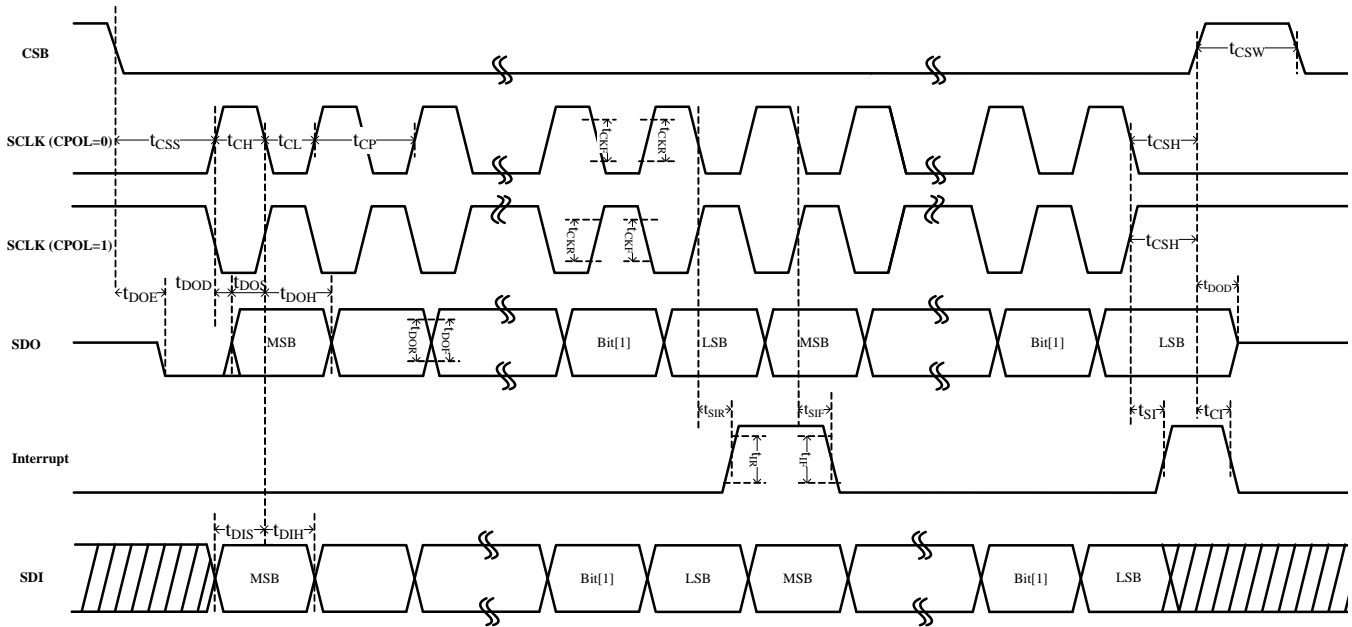 CSB
tCSW
SCLK (CPOL=0)
tCSS
tCH
tCL
tCP
tCKF
tCKR
tCSH
SCLK (CPOL=1)
tCKR
tCKF
tCSH
tDOE
tDOD
tDOS
tDOH
tDOD
SDO
MSB
tDOR
tDOF
Bit[1]
LSB
MSB
Bit[1]
LSB
tSIR
tSIF
tSI
tCI
Interrupt
tIR
tIF
tDIS
tDIH
SDI
MSB
Bit[1]
LSB
MSB
Bit[1]
LSB